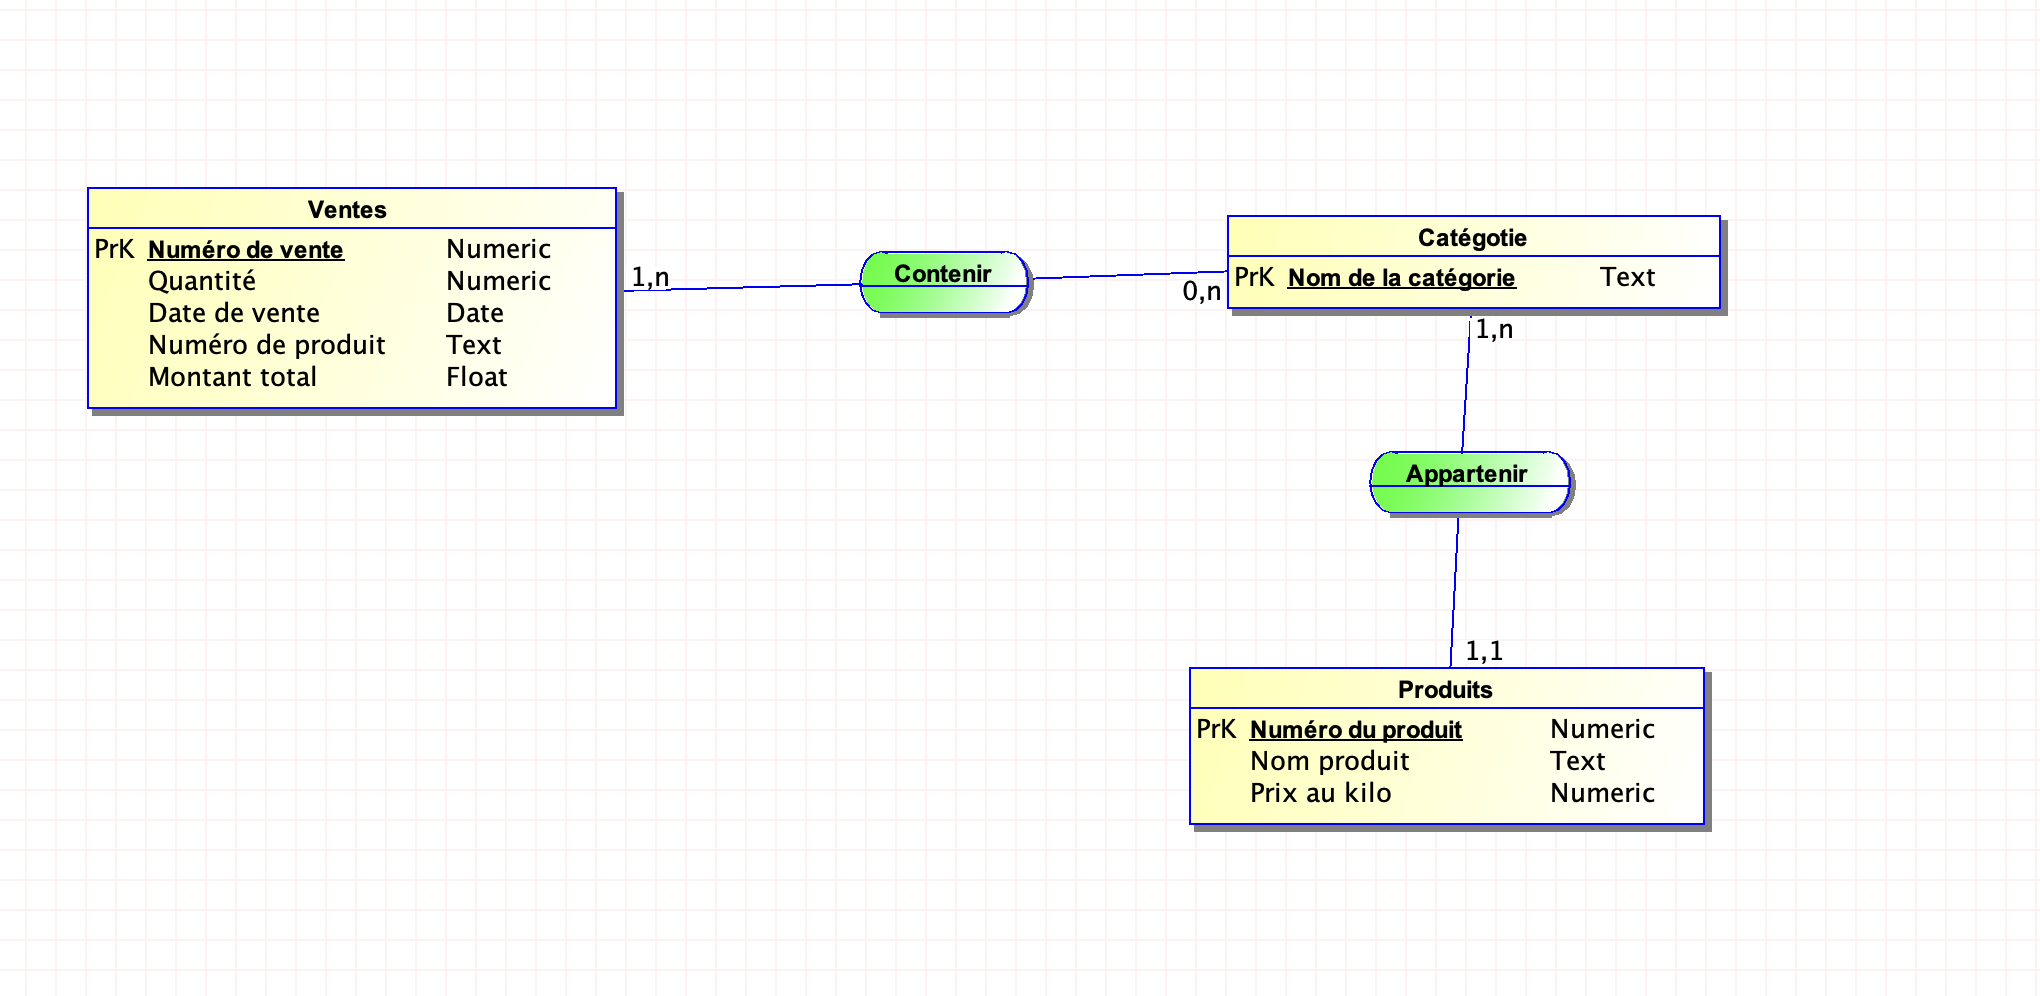 Ventes
PrK Numéro de vente Numeric
Quantité Numeric
Date de vente Date
Numéro de produit Text
Montant total Float
1,n
Contenir
0,n
Catégotie
PrK Nom de la catégorie Text
1,n
Appartenir
1,1
Produits
PrK Numéro du produit Numeric
Nom produit Text
Prix au kilo Numeric